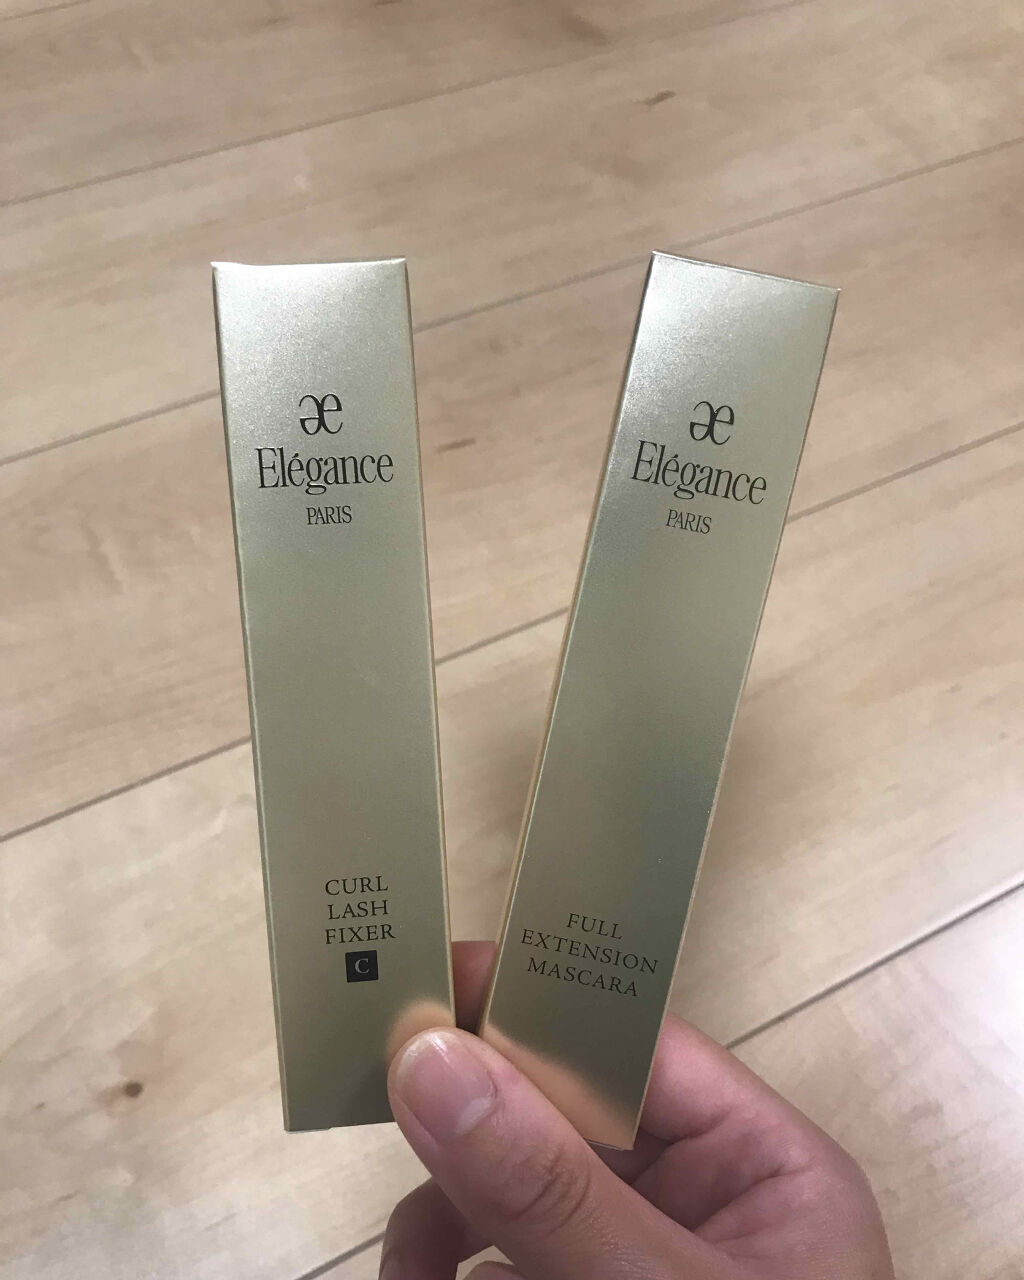 æ
Elégance
PARIS
CURL
LASH
FIXER
C
æ
Elégance
PARIS
FULL
EXTENSION
MASCARA